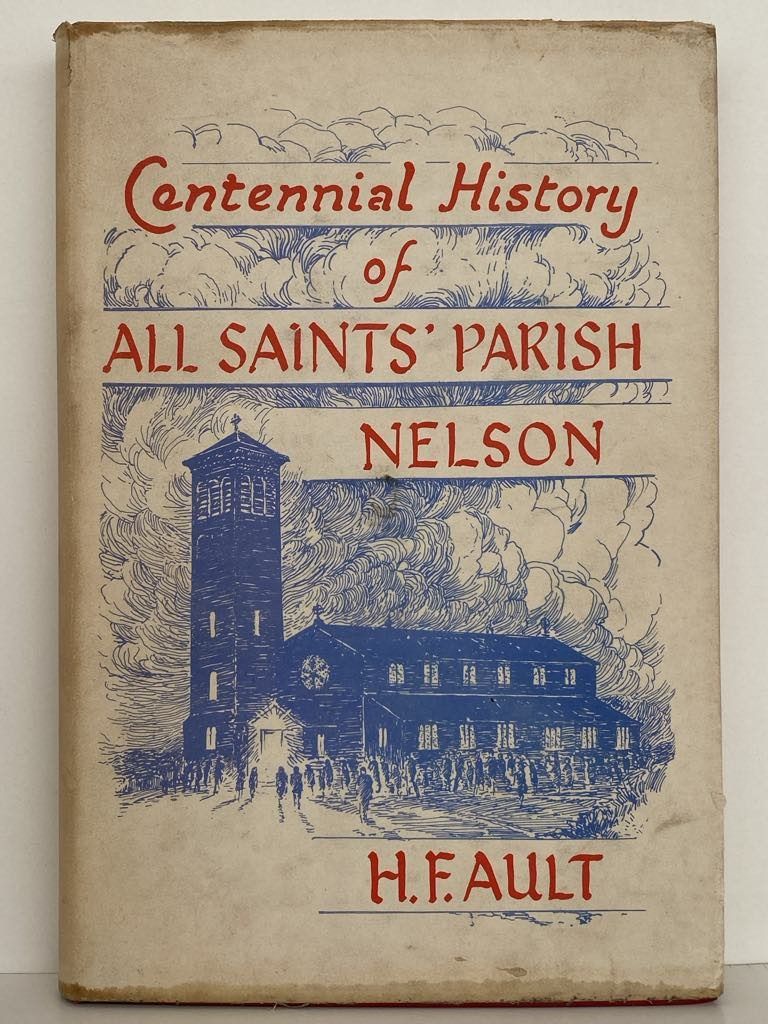 Centennial History
of
ALL SAINTS' PARISH
NELSON
H.F. AULT